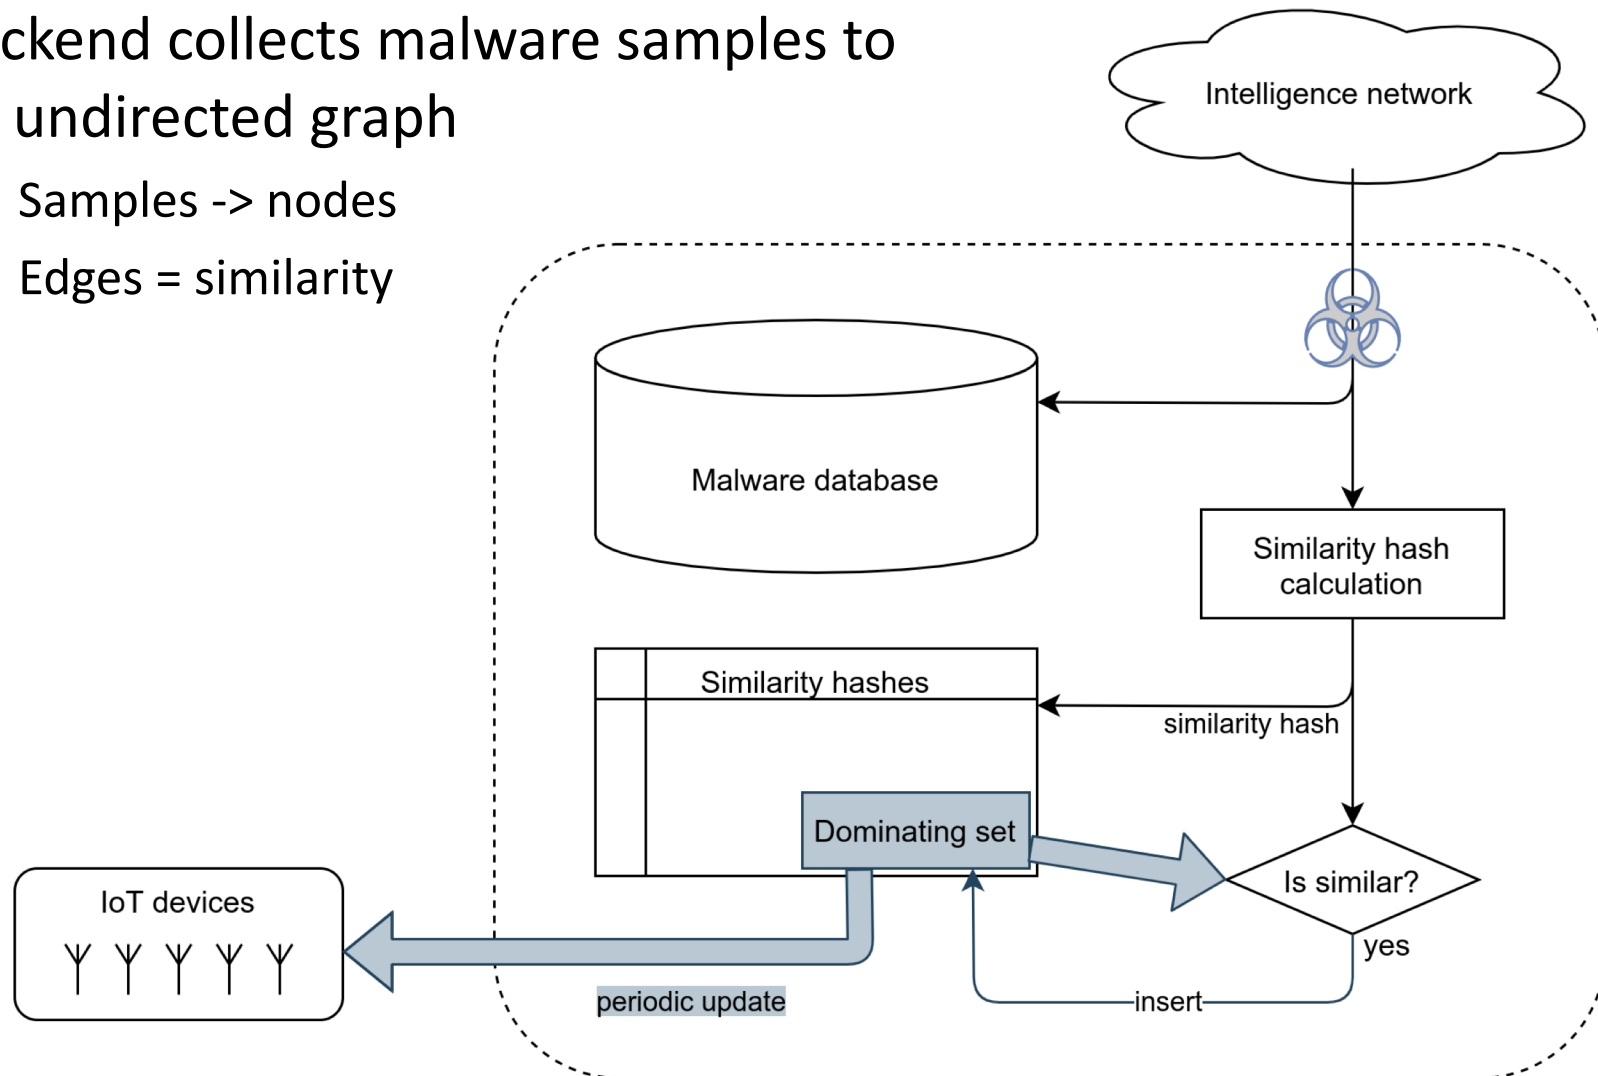 ckend collects malware samples to
undirected graph
Samples -> nodes
Edges = similarity
Intelligence network
Malware database
Similarity hash
calculation
Similarity hashes
similarity hash
Dominating set
Is similar?
IoT devices
yes
periodic update
insert